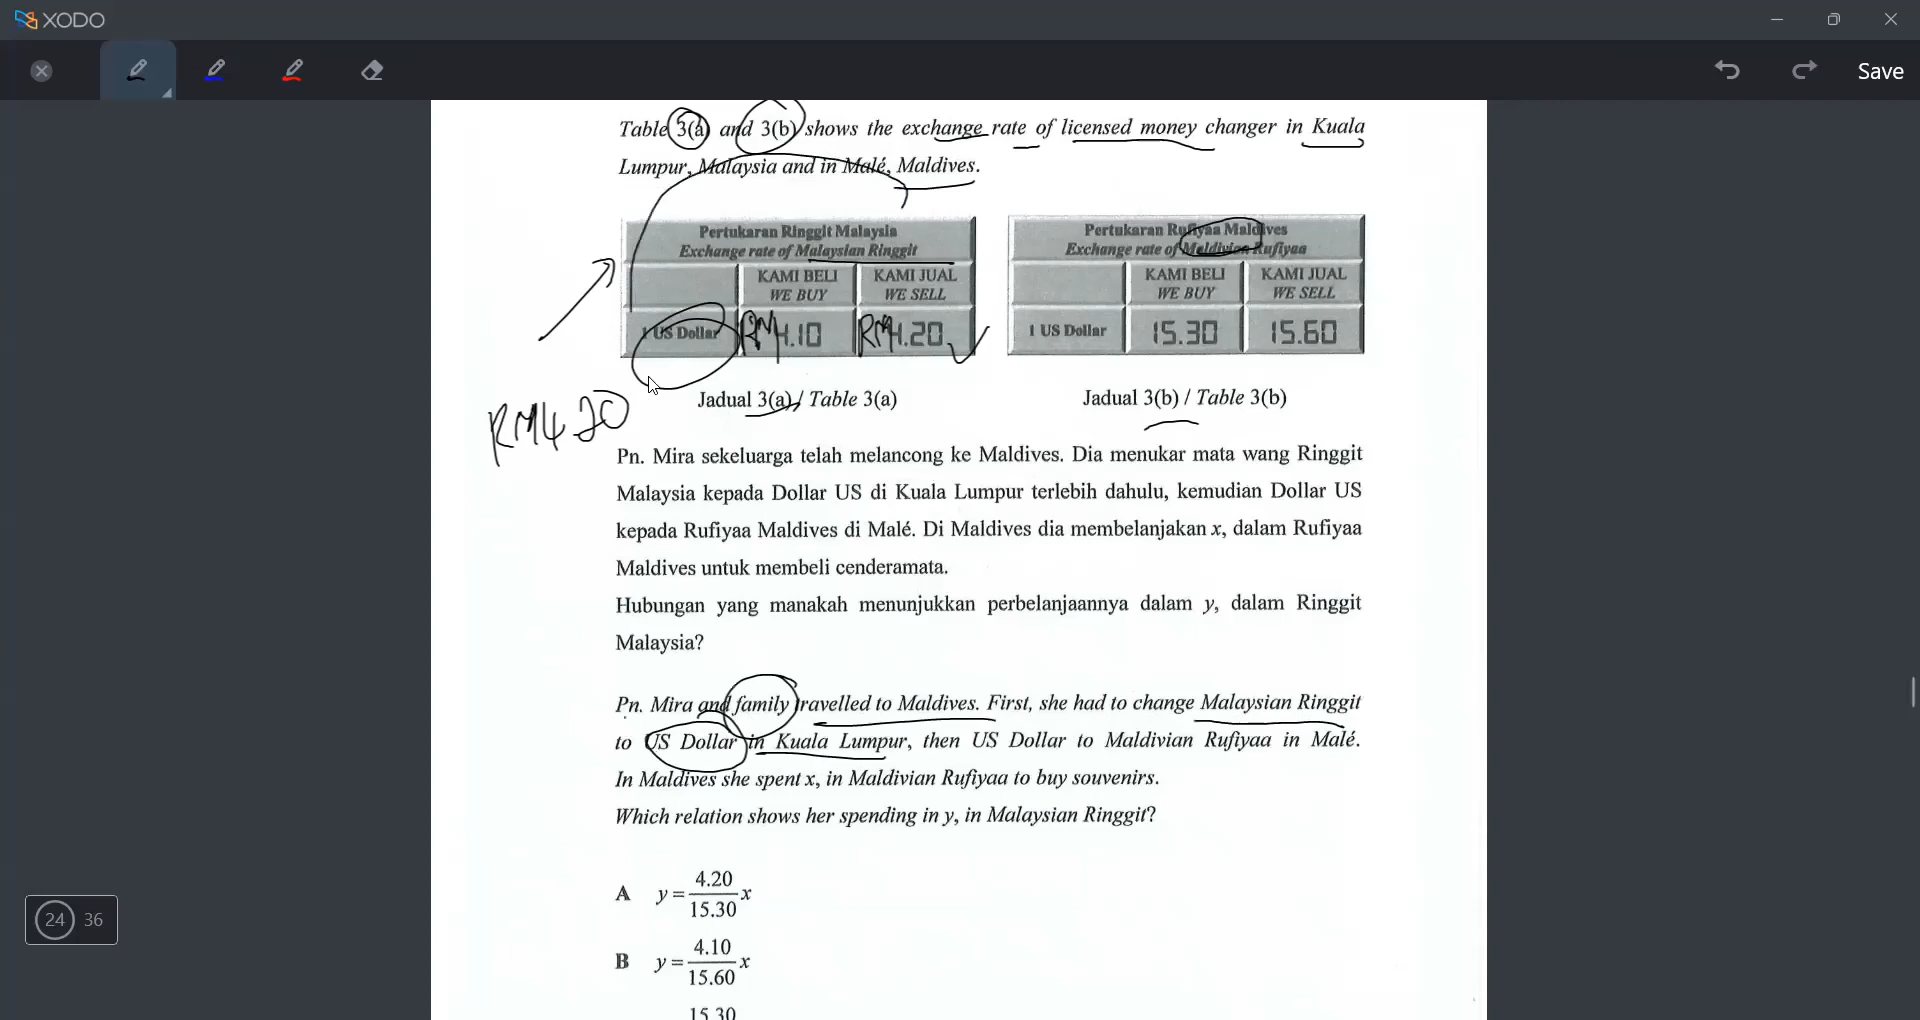 XODO
Save
Table 3(a) and 3(b) shows the exchange rate of licensed money changer in Kuala
Lumpur, Malaysia and in Malé, Maldives.
Pertukaran Ringgit Malaysia
Exchange rate of Malaysian Ringgit
KAMI BELI
WE BUY
KAMI JUAL
WE SELL
1 US Dollar
RM4.10
RM4.20
Pertukaran Rufiyaa Maldives
Exchange rate of Maldivian Rufiyaa
KAMI BELI
WE BUY
KAMI JUAL
WE SELL
1 US Dollar
15.30
15.60
RM4.20
Jadual 3(a) / Table 3(a)
Jadual 3(b) / Table 3(b)
Pn. Mira sekeluarga telah melancong ke Maldives. Dia menukar mata wang Ringgit
Malaysia kepada Dollar US di Kuala Lumpur terlebih dahulu, kemudian Dollar US
kepada Rufiyaa Maldives di Malé. Di Maldives dia membelanjakan x, dalam Rufiyaa
Maldives untuk membeli cenderamata.
Hubungan yang manakah menunjukkan perbelanjaannya dalam y, dalam Ringgit
Malaysia?
Pn. Mira and family travelled to Maldives. First, she had to change Malaysian Ringgit
to US Dollar in Kuala Lumpur, then US Dollar to Maldivian Rufiyaa in Malé.
In Maldives she spent x, in Maldivian Rufiyaa to buy souvenirs.
Which relation shows her spending in y, in Malaysian Ringgit?
A y = 4.20/15.30 x
B y = 4.10/15.60 x
15.30
24 36